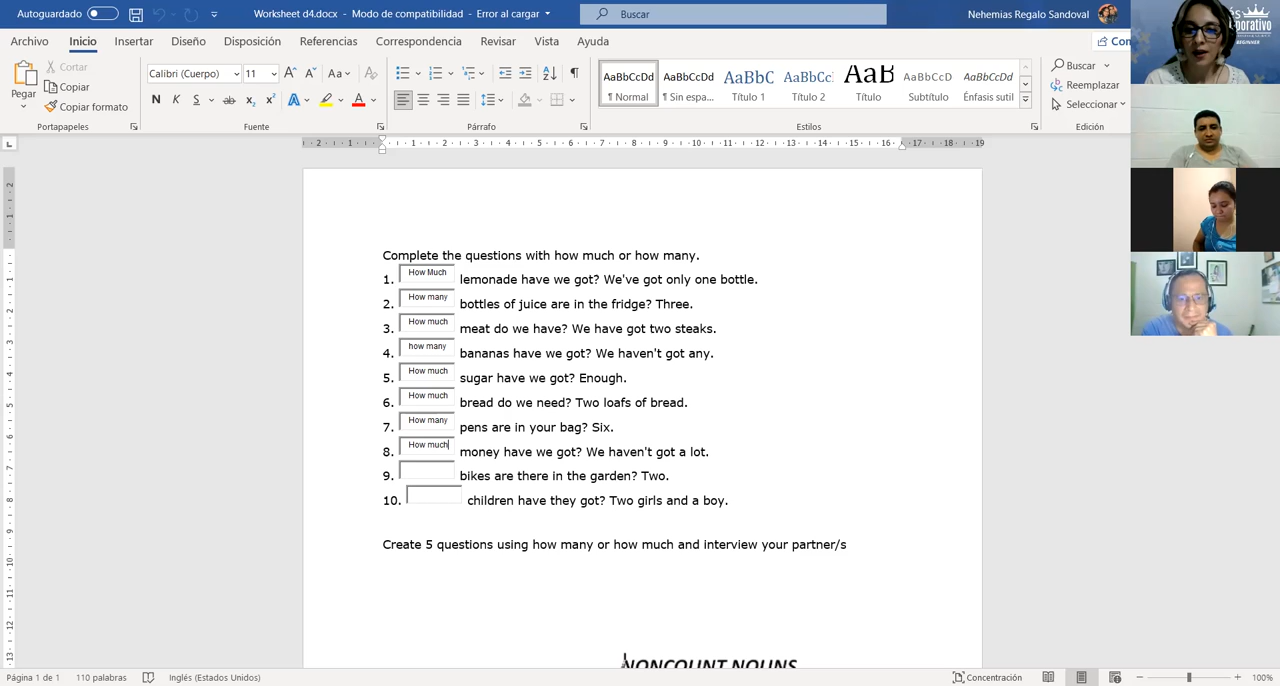 Autoguardado
Worksheet d4.docx • Modo de compatibilidad • Error al cargar
Buscar
Nehemias Regalo Sandoval
Archivo Inicio Insertar Diseño Disposición Referencias Correspondencia Revisar Vista Ayuda
Pegar
Cortar
Copiar
Copiar formato
Portapapeles
Calibri (Cuerpo) 11
N K S ab x₂ x² A A
Fuente
Párrafo
AaBbCcDd AaBbCcDd AaBbC AaBbCc AaB AaBbCcD AaBbCcDd
¶ Normal ¶ Sin espa... Título 1 Título 2 Título Subtítulo Énfasis sutil
Estilos
Buscar
Reemplazar
Seleccionar
Edición
BEGINNER
Complete the questions with how much or how many.
1. How Much lemonade have we got? We've got only one bottle.
2. How many bottles of juice are in the fridge? Three.
3. How much meat do we have? We have got two steaks.
4. how many bananas have we got? We haven't got any.
5. How much sugar have we got? Enough.
6. How much bread do we need? Two loafs of bread.
7. How many pens are in your bag? Six.
8. How much money have we got? We haven't got a lot.
9. bikes are there in the garden? Two.
10. children have they got? Two girls and a boy.
Create 5 questions using how many or how much and interview your partner/s
NONCOUNT NOUNS
Página 1 de 1 110 palabras Inglés (Estados Unidos) Concentración 100%